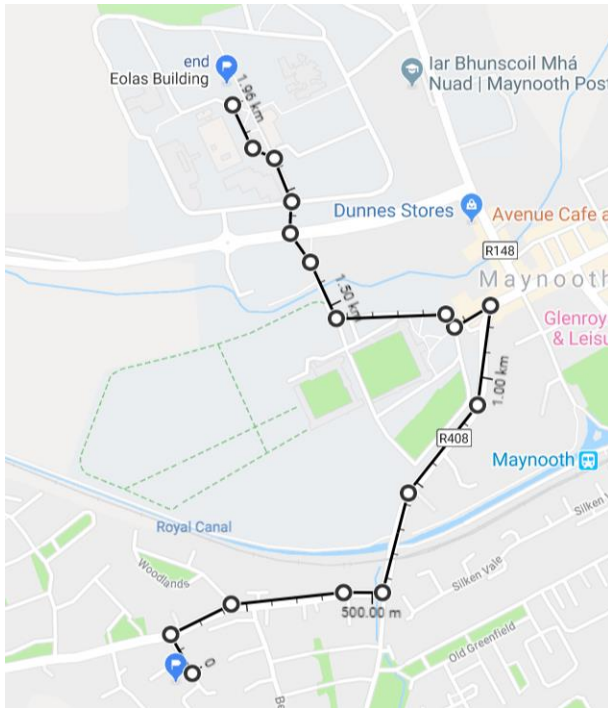 end
Eolas Building
1.96 km
Iar Bhunscoil Mhá
Nuad | Maynooth Post
Dunnes Stores
Avenue Cafe a
R148
Maynooth
1.50 km
Glenroy
& Leisu
1.00 km
R408
Maynooth
Royal Canal
Silken V
Woodlands
Silken Vale
500.00 m
Old Greenfield
0
Be